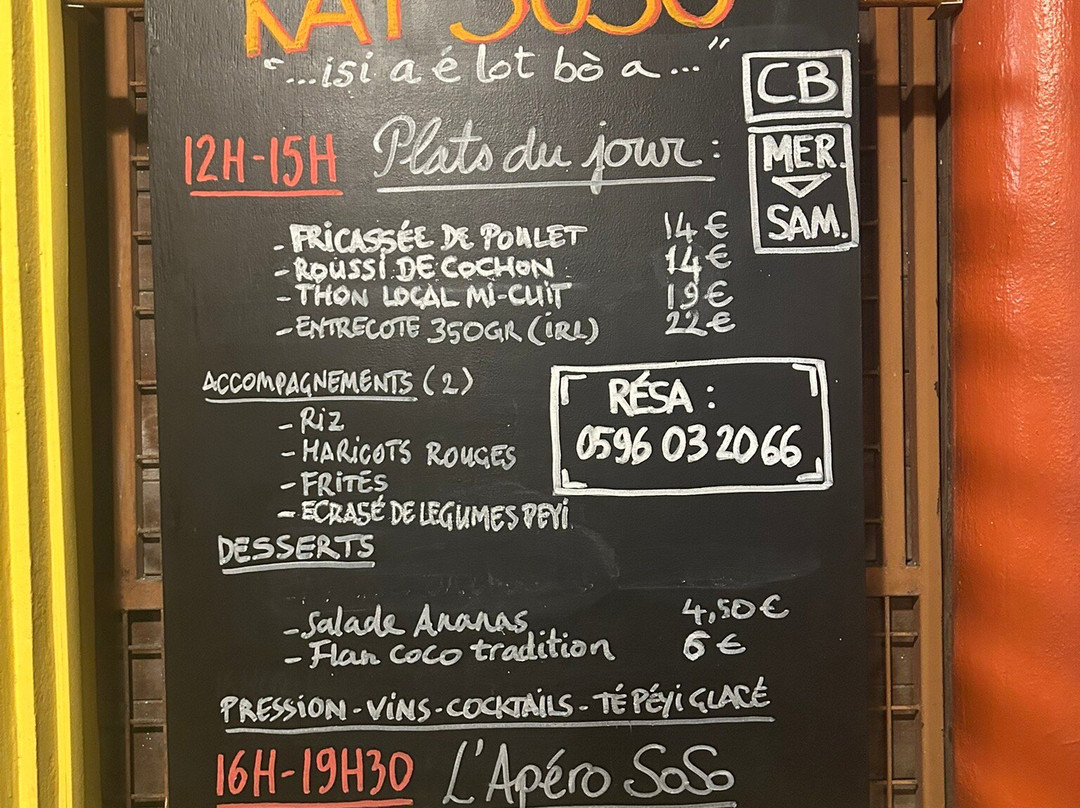 KAY SOSO
"...isi a é lot bò a..."
CB
MER.
SAM.
12H-15H Plats du jour :
- FRICASSÉE DE POULET 14 €
- ROUSSI DE COCHON 14 €
- THON LOCAL MI-CUIT 19 €
- ENTRECOTE 350GR (IRL) 22 €
ACCOMPAGNEMENTS (2)
- RIZ
- HARICOTS ROUGES
- FRITES
- ECRASÉ DE LEGUMES PEYI
RÉSA :
0596 03 20 66
DESSERTS
- Salade Ananas 4,50 €
- Flan coco tradition 6 €
PRESSION - VINS - COCKTAILS - TÉ PÉYI GLACÉ
16H-19H30 L'Apéro SoSo